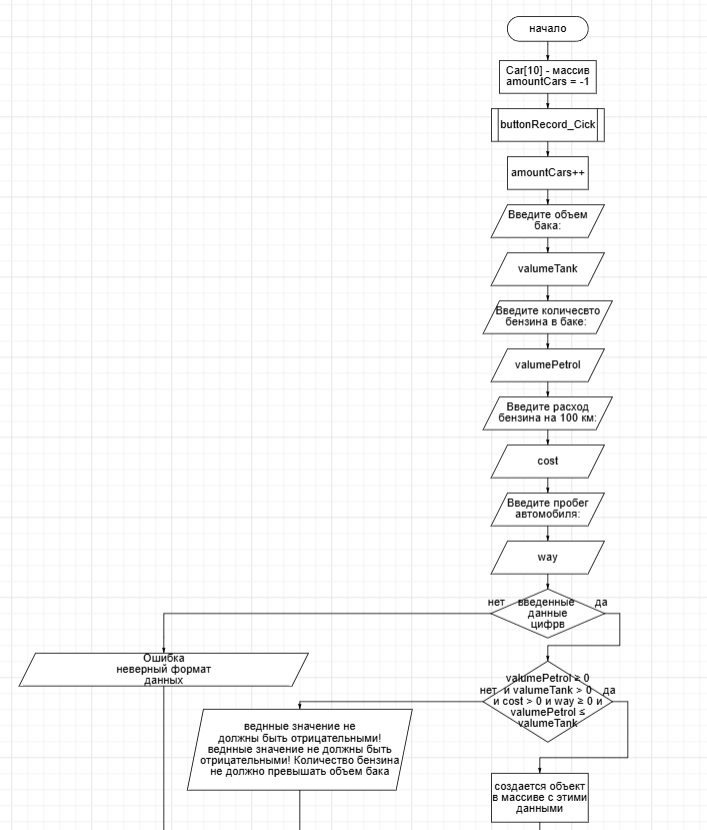 начало
Car[10] - массив
amountCars = -1
buttonRecord_Cick
amountCars++
Введите объем
бака:
valumeTank
Введите количесвто
бензина в баке:
valumePetrol
Введите расход
бензина на 100 км:
cost
Введите пробег
автомобиля:
way
нет
введенные
данные
цифрв
да
Ошибка
неверный формат
данных
valumePetrol ≥ 0
нет
и valumeTank > 0
да
и cost > 0 и way ≥ 0 и
valumePetrol ≤
valumeTank
веднные значение не
должны быть отрицательными!
веднные значение не должны быть
отрицательными! Количество бензина
не должно превышать объем бака
создается объект
в массиве с этими
данными